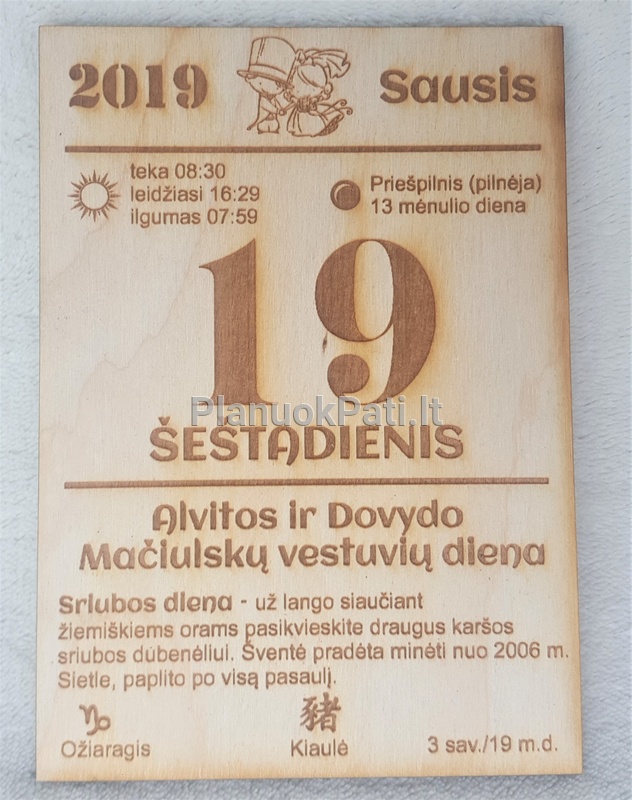 2019 Sausis
teka 08:30
leidžiasi 16:29
ilgumas 07:59
Priešpilnis (pilnėja)
13 mėnulio diena
19
PlanuokPati.lt
ŠEŠTADIENIS
Alvitos ir Dovydo
Mačiulskų vestuvių diena
Sriubos diena - už lango siaučiant
žiemiškiems orams pasikvieskite draugus karšos
sriubos dubenėliui. Šventė pradėta minėti nuo 2006 m.
Sietle, paplito po visą pasaulį.
豬
Ožiaragis Kiaulė 3 sav./19 m.d.